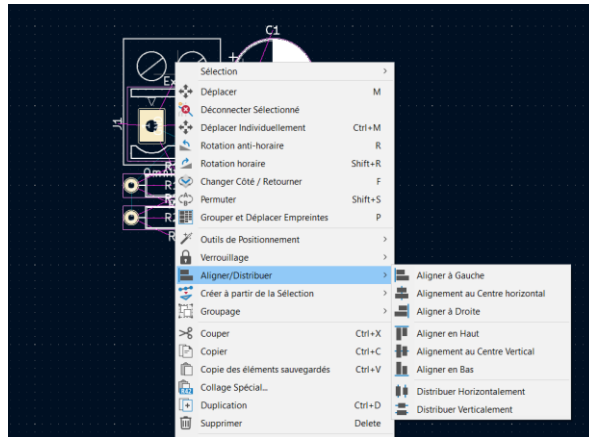 C1
J1
Sélection
Déplacer M
Déconnecter Sélectionné
Déplacer Individuellement Ctrl+M
Rotation anti-horaire R
Rotation horaire Shift+R
Changer Côté / Retourner F
Permuter Shift+S
Grouper et Déplacer Empreintes P
Outils de Positionnement
Verrouillage
Aligner/Distribuer
Créer à partir de la Sélection
Groupage
Couper Ctrl+X
Copier Ctrl+C
Copie des éléments sauvegardés Ctrl+V
Collage Spécial...
Duplication Ctrl+D
Supprimer Delete
Aligner à Gauche
Alignement au Centre horizontal
Aligner à Droite
Aligner en Haut
Alignement au Centre Vertical
Aligner en Bas
Distribuer Horizontalement
Distribuer Verticalement